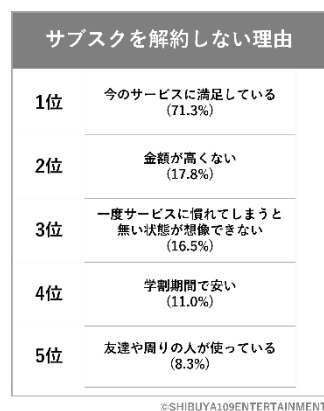 サブスクを解約しない理由
1位
今のサービスに満足している
(71.3%)
2位
金額が高くない
(17.8%)
3位
一度サービスに慣れてしまうと
無い状態が想像できない
(16.5%)
4位
学割期間で安い
(11.0%)
5位
友達や周りの人が使っている
(8.3%)
©SHIBUYA109ENTERTAINMENT